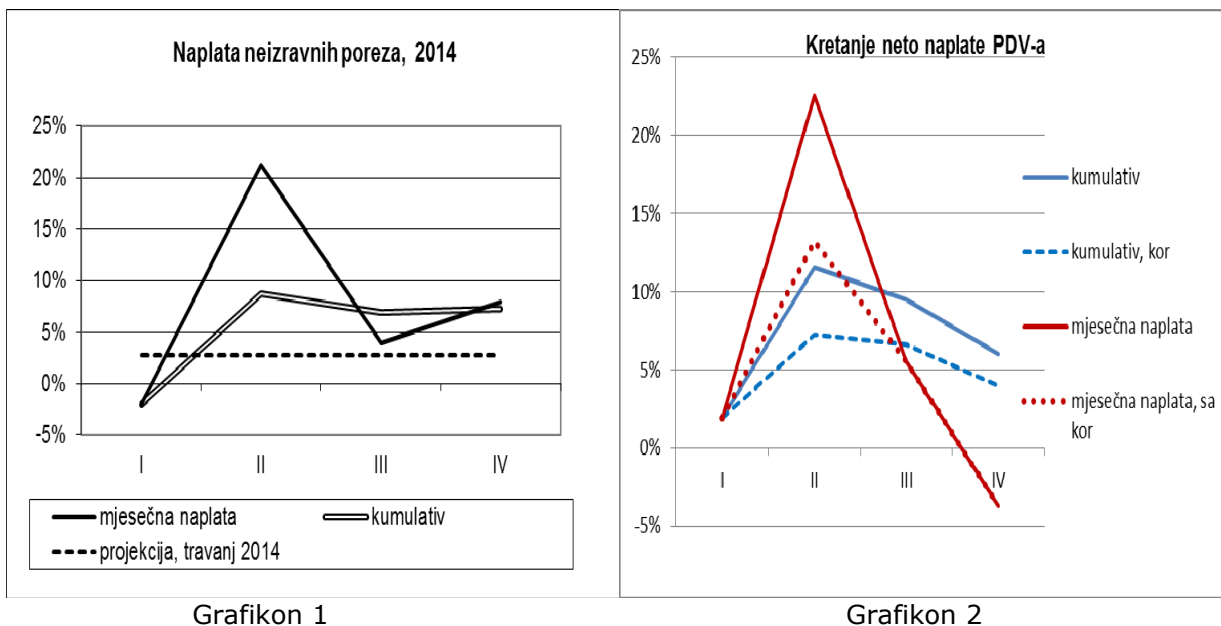 Naplata neizravnih poreza, 2014
25%
20%
15%
10%
5%
0%
-5%
I II III IV
mjesečna naplata kumulativ
projekcija, travanj 2014
Grafikon 1
Kretanje neto naplate PDV-a
25%
20%
15%
10%
5%
0%
-5%
I II III IV
kumulativ
kumulativ, kor
mjesečna naplata
mjesečna naplata, sa
kor
Grafikon 2